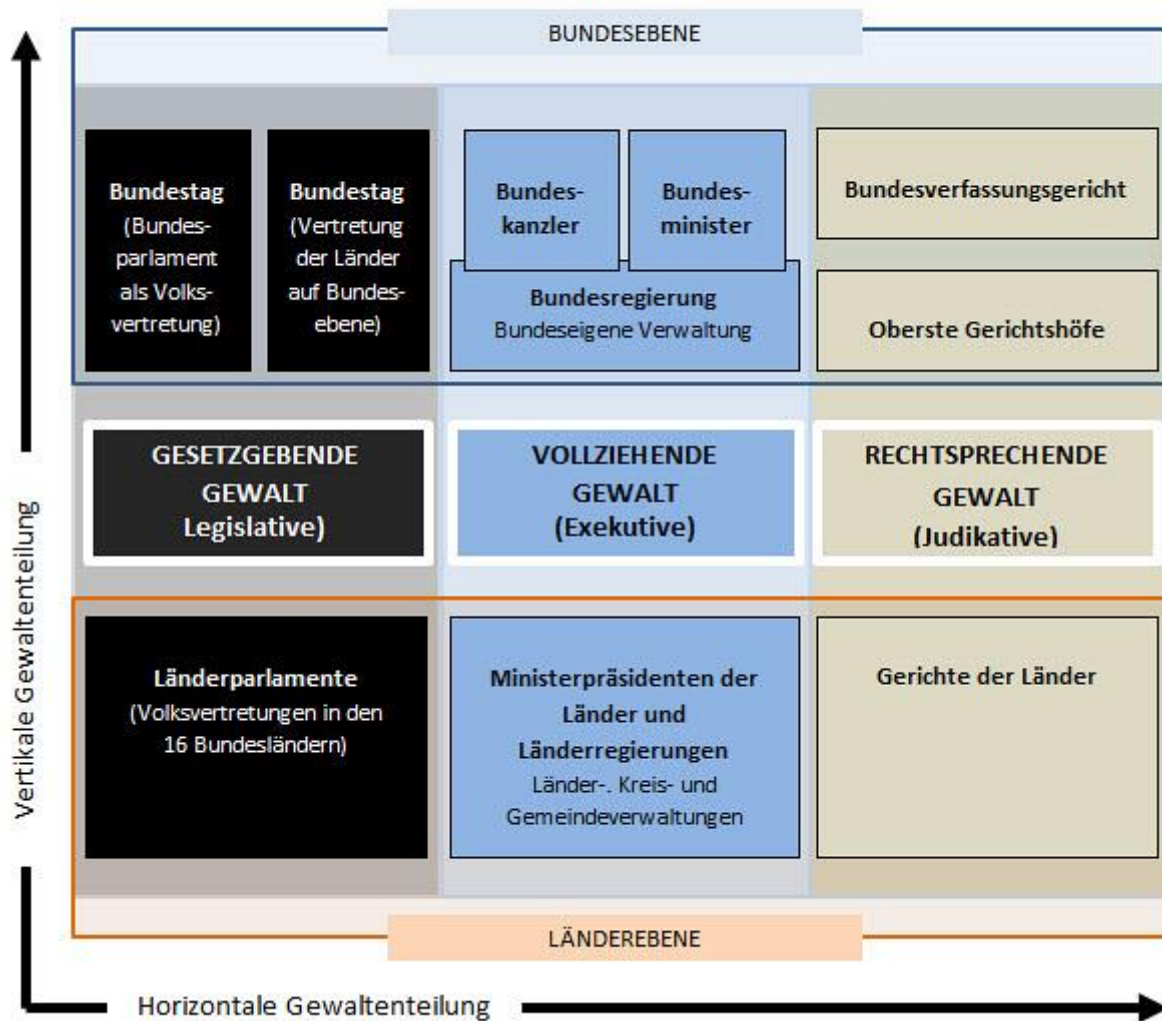 BUNDESEBENE
Bundestag
(Bundes-
parlament
als Volks-
vertretung)
Bundestag
(Vertretung
der Länder
auf Bundes-
ebene)
Bundes-
kanzler
Bundes-
minister
Bundesregierung
Bundeseigene Verwaltung
Bundesverfassungsgericht
Oberste Gerichtshöfe
GESETZGEBENDE
GEWALT
Legislative)
VOLLZIEHENDE
GEWALT
(Exekutive)
RECHTSPRECHENDE
GEWALT
(Judikative)
Länderparlamente
(Volksvertretungen in den
16 Bundesländern)
Ministerpräsidenten der
Länder und
Länderregierungen
Länder-. Kreis- und
Gemeindeverwaltungen
Gerichte der Länder
LÄNDEREBENE
Vertikale Gewaltenteilung
Horizontale Gewaltenteilung